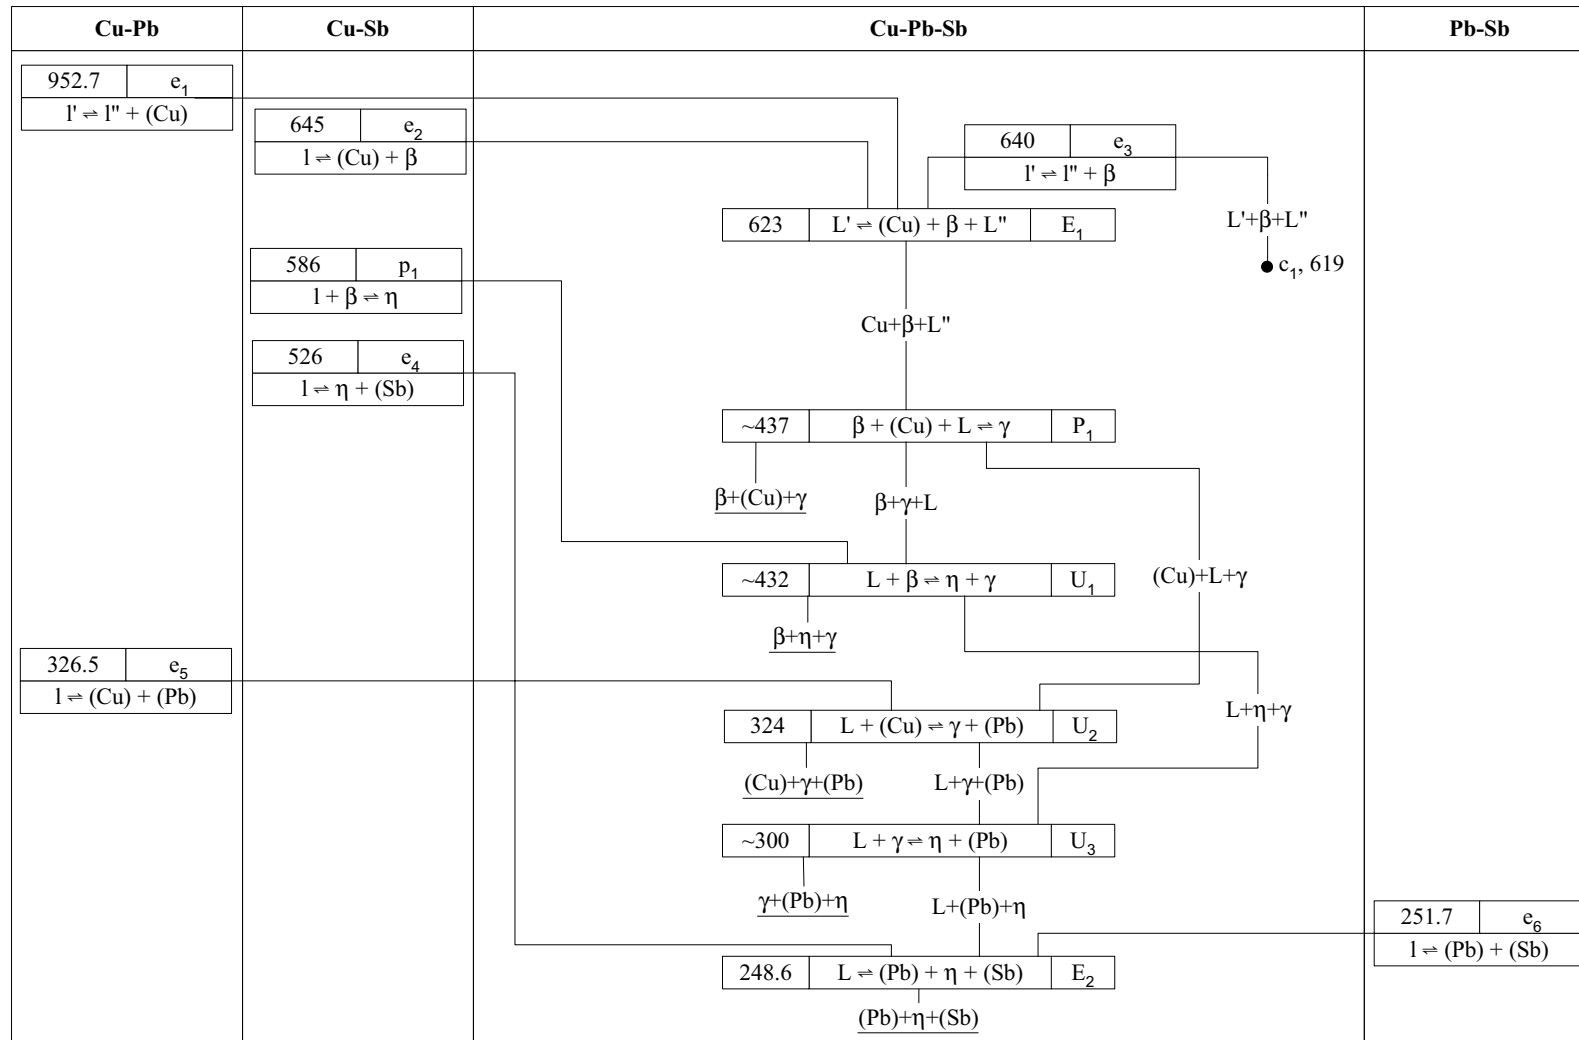 Cu-Pb Cu-Sb Cu-Pb-Sb Pb-Sb
952.7 e₁
l' ⇌ l" + (Cu)
645 e₂
l ⇌ (Cu) + β
640 e₃
l' ⇌ l" + β
623 L' ⇌ (Cu) + β + L" E₁
L'+β+L"
c₁, 619
586 p₁
l + β ⇌ η
Cu+β+L"
526 e₄
l ⇌ η + (Sb)
~437 β + (Cu) + L ⇌ γ P₁
β+(Cu)+γ β+γ+L
~432 L + β ⇌ η + γ U₁
(Cu)+L+γ
β+η+γ
326.5 e₅
l ⇌ (Cu) + (Pb)
L+η+γ
324 L + (Cu) ⇌ γ + (Pb) U₂
(Cu)+γ+(Pb) L+γ+(Pb)
~300 L + γ ⇌ η + (Pb) U₃
γ+(Pb)+η L+(Pb)+η
251.7 e₆
l ⇌ (Pb) + (Sb)
248.6 L ⇌ (Pb) + η + (Sb) E₂
(Pb)+η+(Sb)